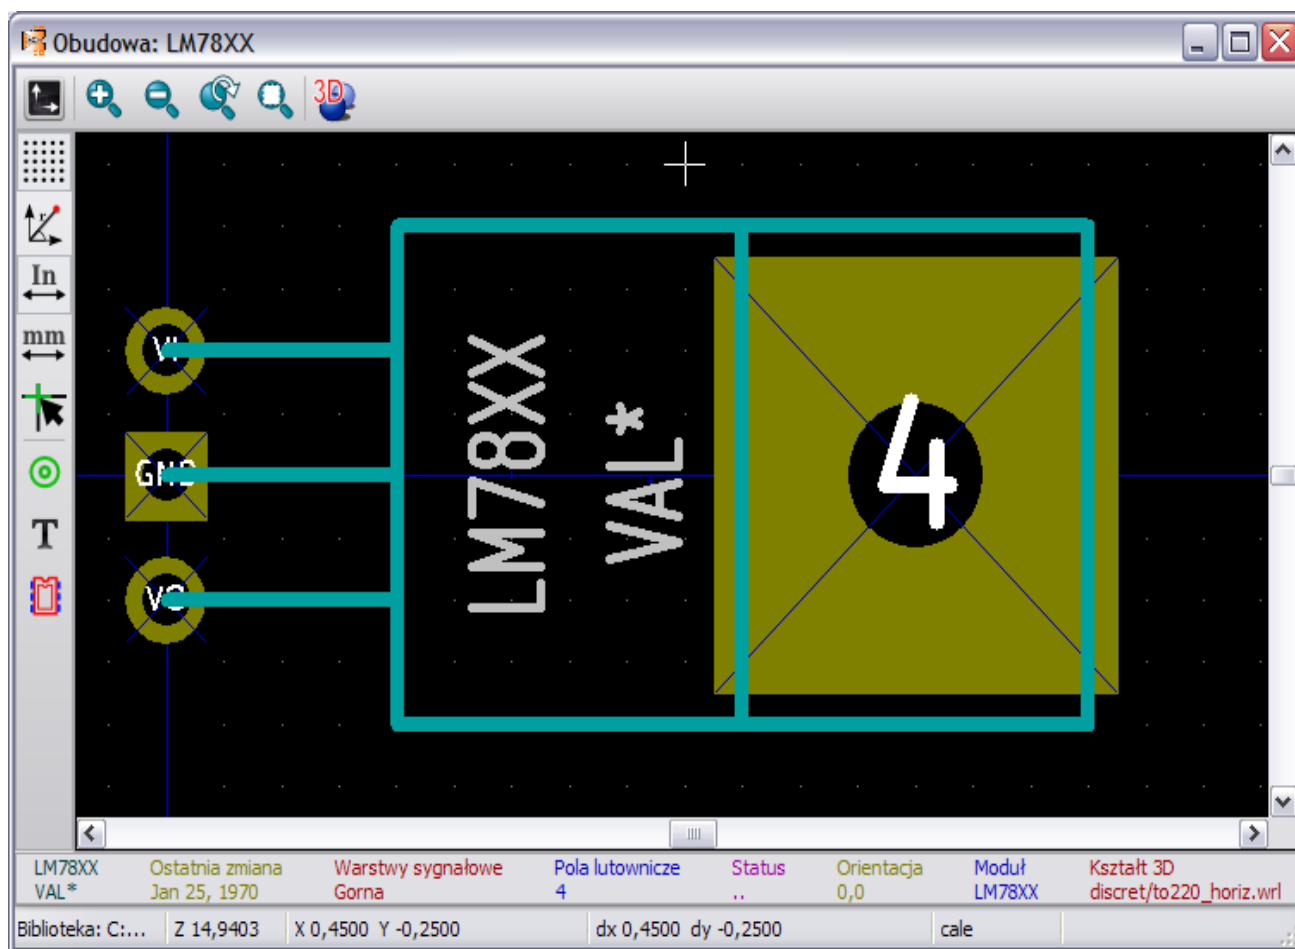 Obudowa: LM78XX
3D
In
mm
T
VI
GND
VO
LM78XX
VAL*
4
LM78XX Ostatnia zmiana Warstwy sygnałowe Pola lutownicze Status Orientacja Moduł Kształt 3D
VAL* Jan 25, 1970 Gorna 4 .. 0,0 LM78XX discret/to220_horiz.wrl
Biblioteka: C:... Z 14,9403 X 0,4500 Y -0,2500 dx 0,4500 dy -0,2500 cale